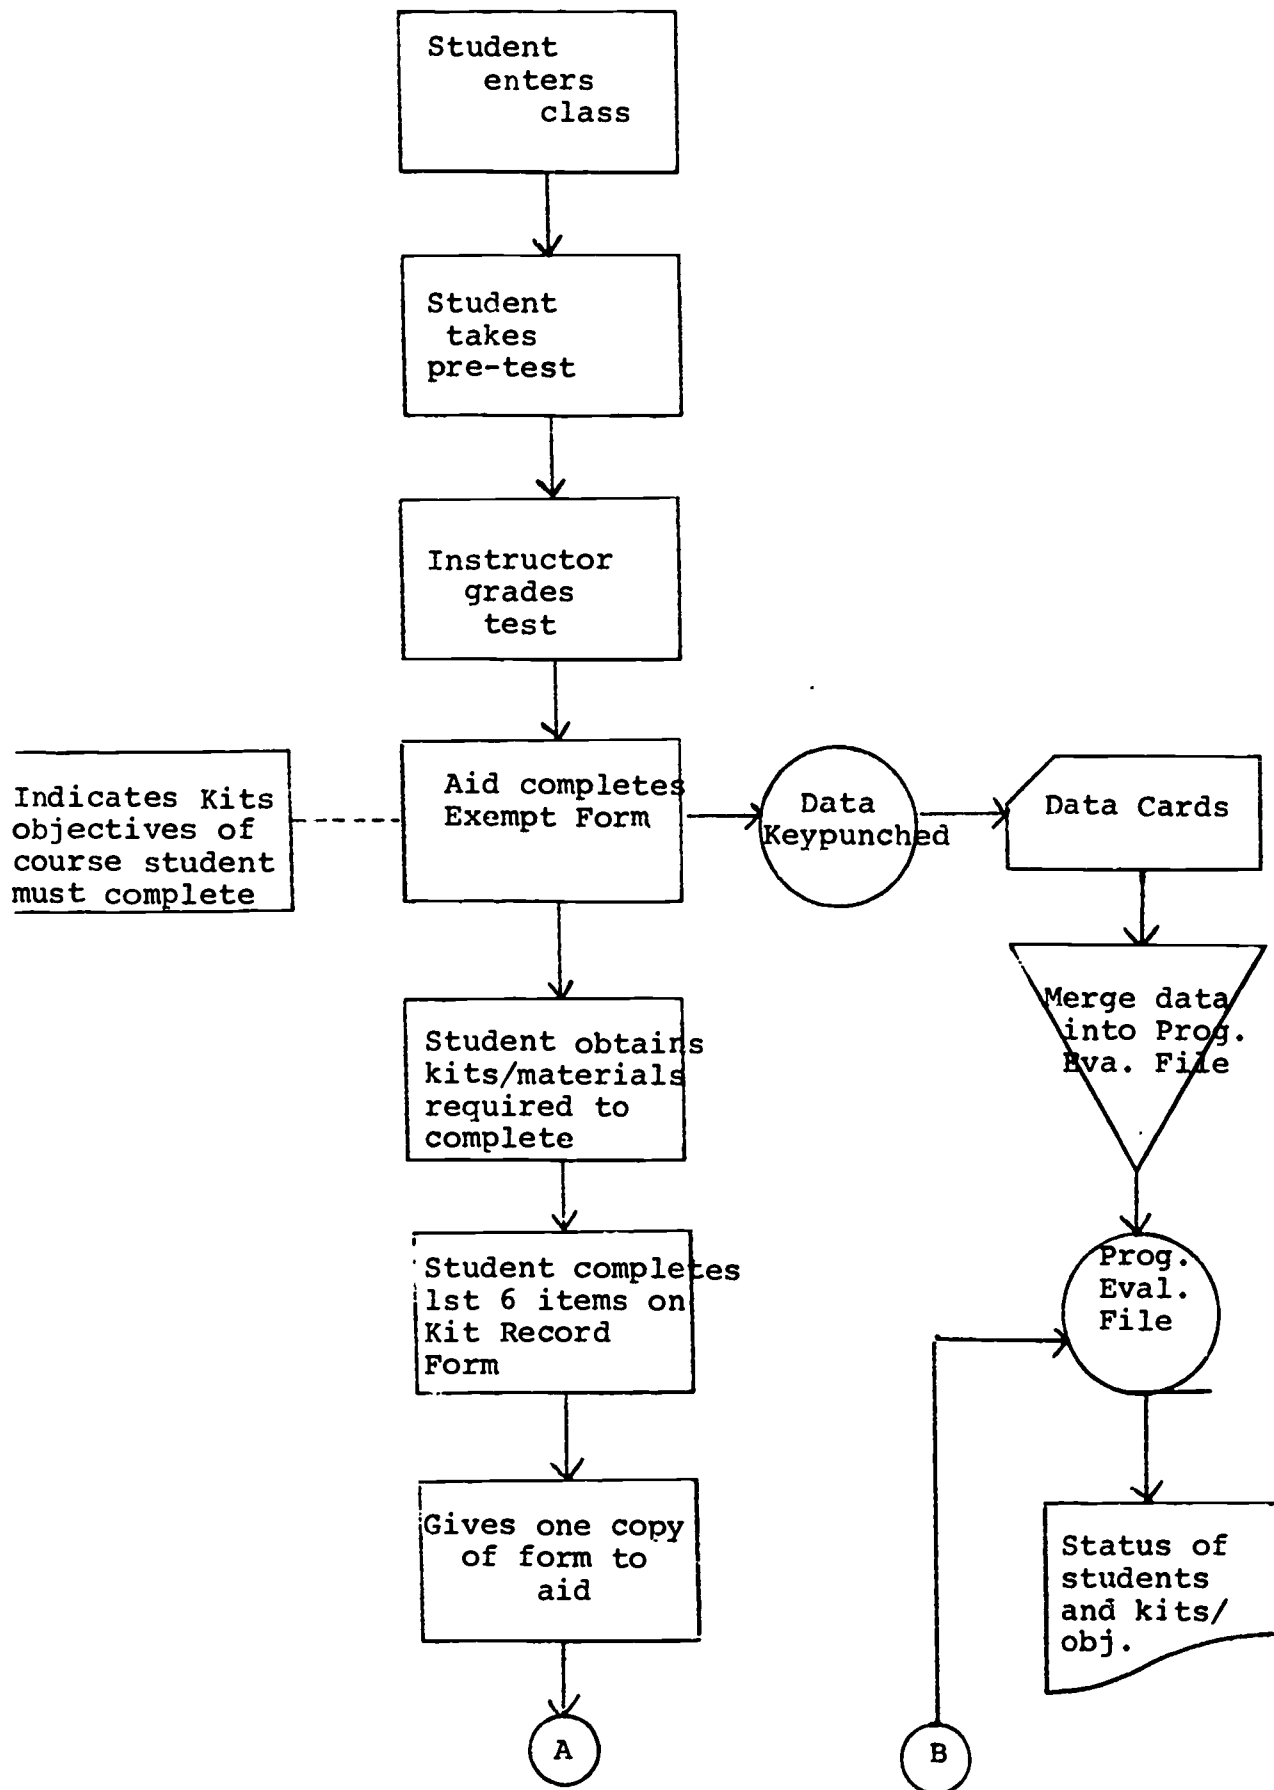 Student
enters
class
Student
takes
pre-test
Instructor
grades
test
Indicates Kits
objectives of
course student
must complete
Aid completes
Exempt Form
Data
Keypunched
Data Cards
Merge data
into Prog.
Eva. File
Student obtains
kits/materials
required to
complete
Student completes
1st 6 items on
Kit Record
Form
Prog.
Eval.
File
Gives one copy
of form to
aid
Status of
students
and kits/
obj.
A
B